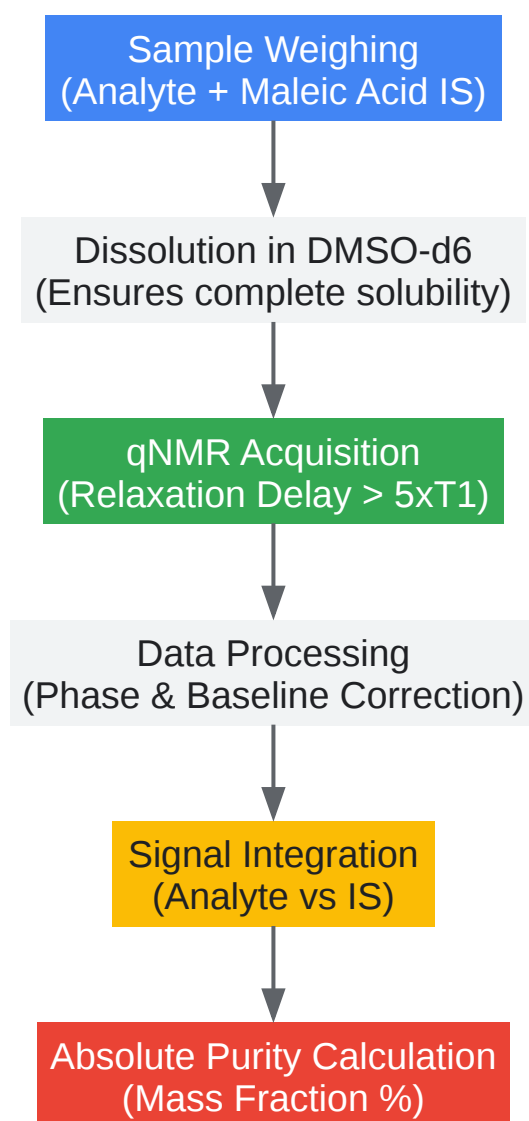 Sample Weighing
(Analyte + Maleic Acid IS)
Dissolution in DMSO-d6
(Ensures complete solubility)
qNMR Acquisition
(Relaxation Delay > 5xT1)
Data Processing
(Phase & Baseline Correction)
Signal Integration
(Analyte vs IS)
Absolute Purity Calculation
(Mass Fraction %)